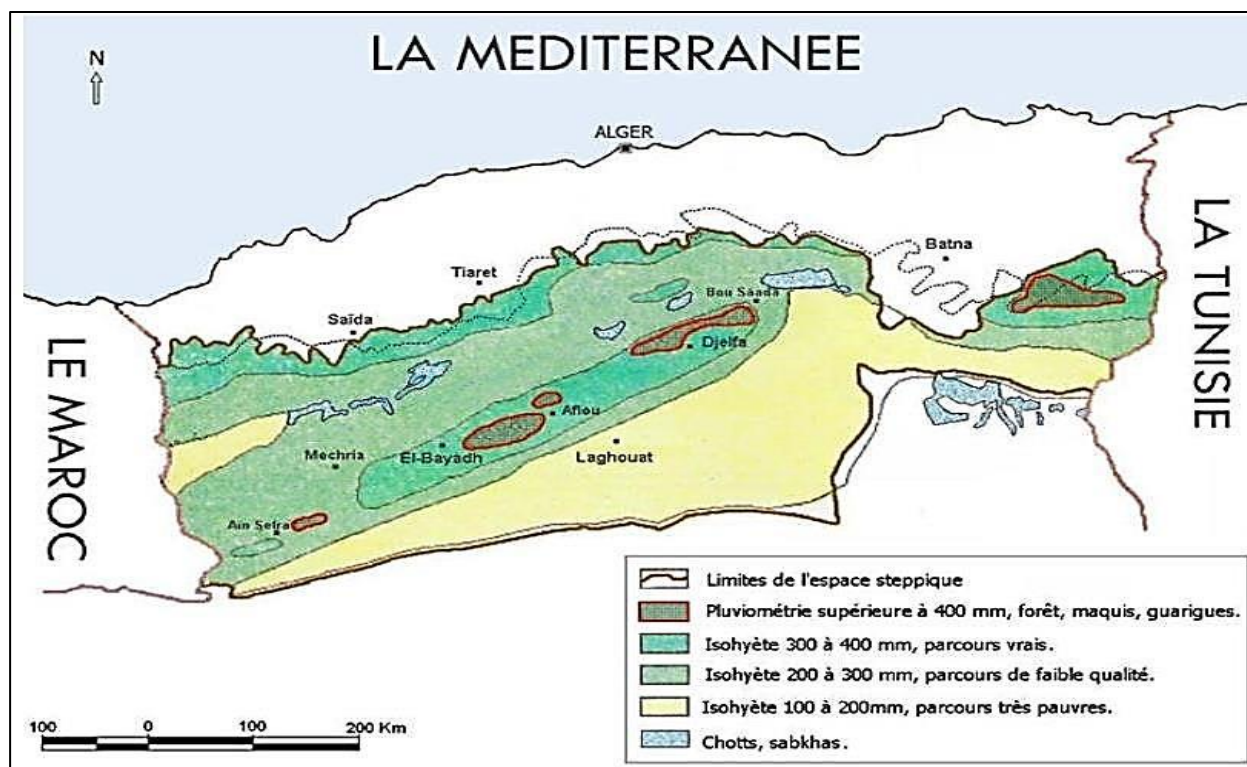 LA MEDITERRANEE
N
ALGER
Batna
Tiaret
Bou Sàada
Saïda
Djelfa
Aflou
Mechria
El-Bayadh
Laghouat
Ain Sefra
LE MAROC
LA TUNISIE
Limites de l'espace steppique
Pluviométrie supérieure à 400 mm, forêt, maquis, guarigues.
Isohyète 300 à 400 mm, parcours vrais.
Isohyète 200 à 300 mm, parcours de faible qualité.
Isohyète 100 à 200mm, parcours très pauvres.
Chotts, sabkhas.
100 0 100 200 Km